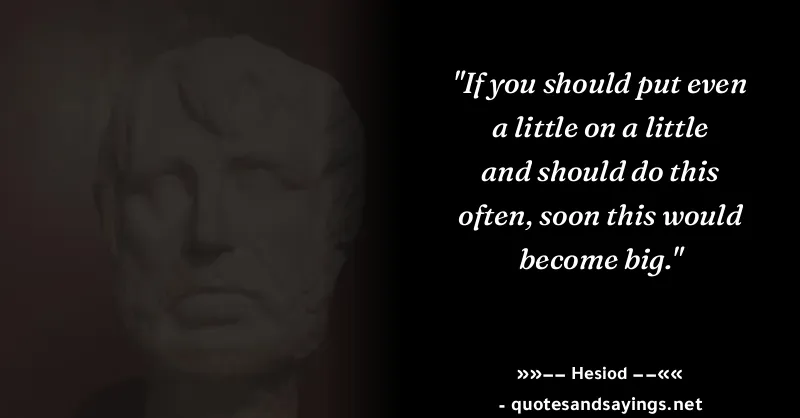 "If you should put even
a little on a little
and should do this
often, soon this would
become big."
»»−− Hesiod −−««
- quotesandsayings.net